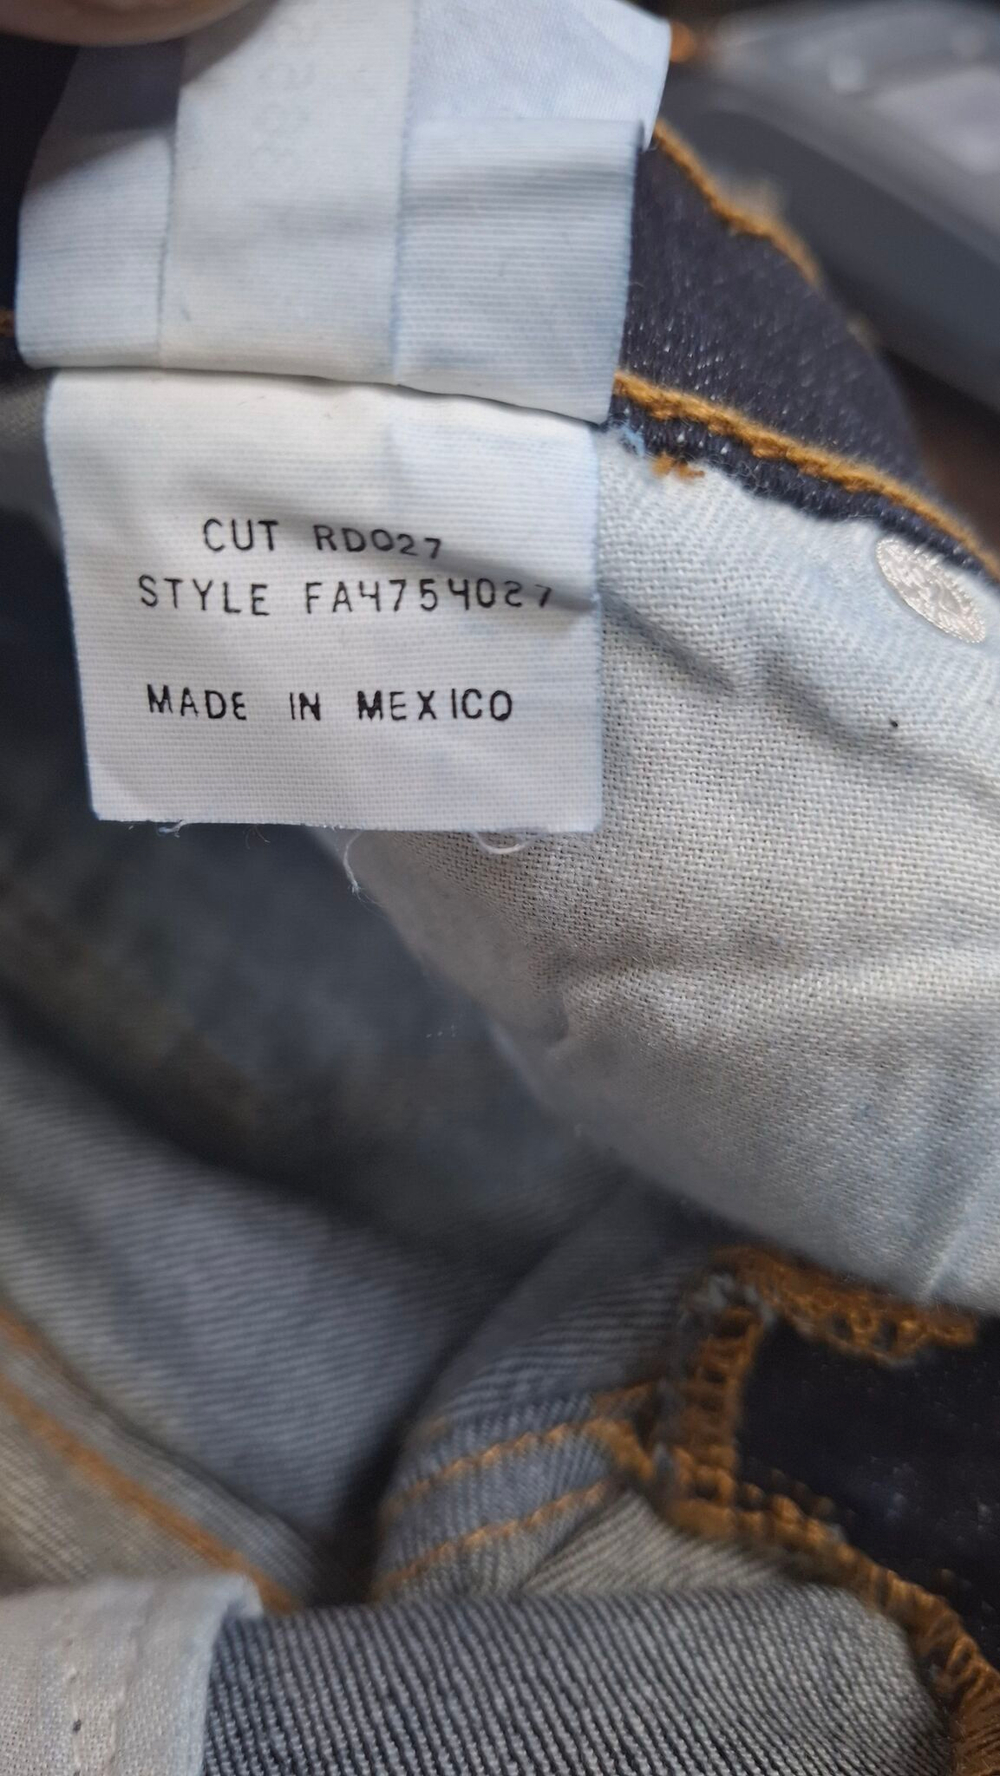 CUT RD027
STYLE FA4754027
MADE IN MEXICO